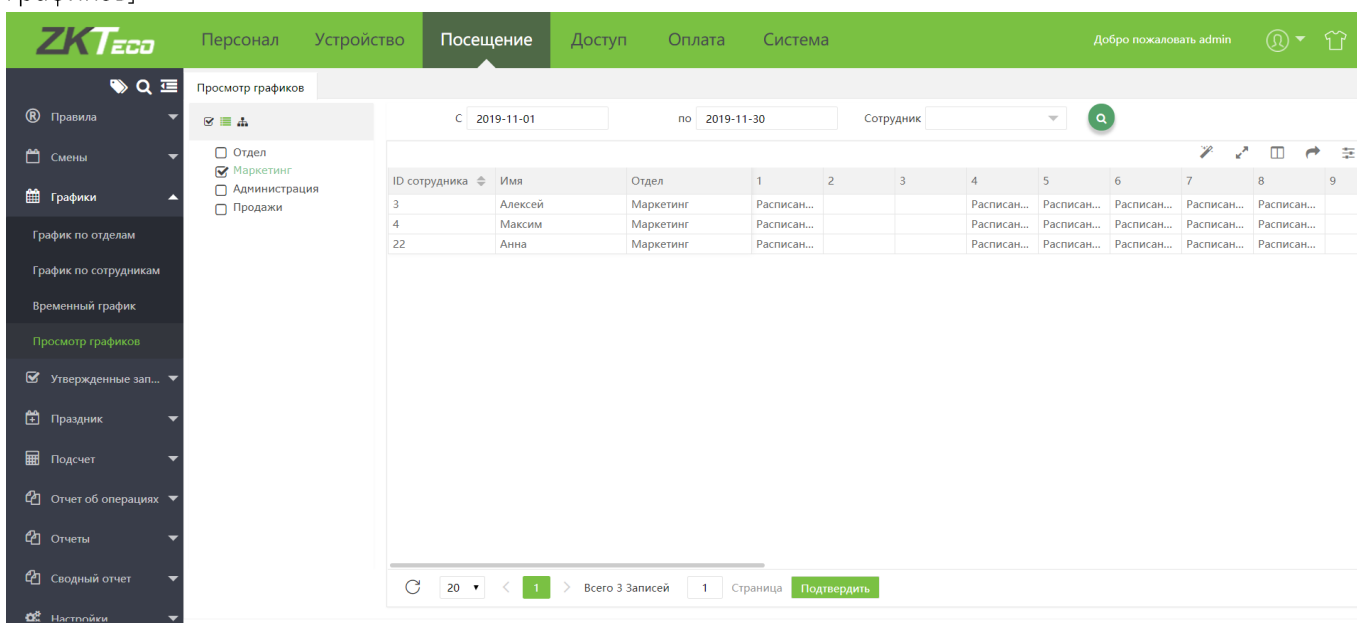 графиков]
ZKTeco Персонал Устройство Посещение Доступ Оплата Система Добро пожаловать admin
Просмотр графиков
Правила
С 2019-11-01 по 2019-11-30 Сотрудник
Смены
Отдел
Маркетинг
Администрация
Продажи
ID сотрудника Имя Отдел 1 2 3 4 5 6 7 8 9
3 Алексей Маркетинг Расписан... Расписан... Расписан... Расписан... Расписан... Расписан...
4 Максим Маркетинг Расписан... Расписан... Расписан... Расписан... Расписан... Расписан...
22 Анна Маркетинг Расписан... Расписан... Расписан... Расписан... Расписан... Расписан...
Графики
График по отделам
График по сотрудникам
Временный график
Просмотр графиков
Утвержденные зап...
Праздник
Подсчет
Отчет об операциях
Отчеты
Сводный отчет
Настройки
20 1 Всего 3 Записей 1 Страница Подтвердить